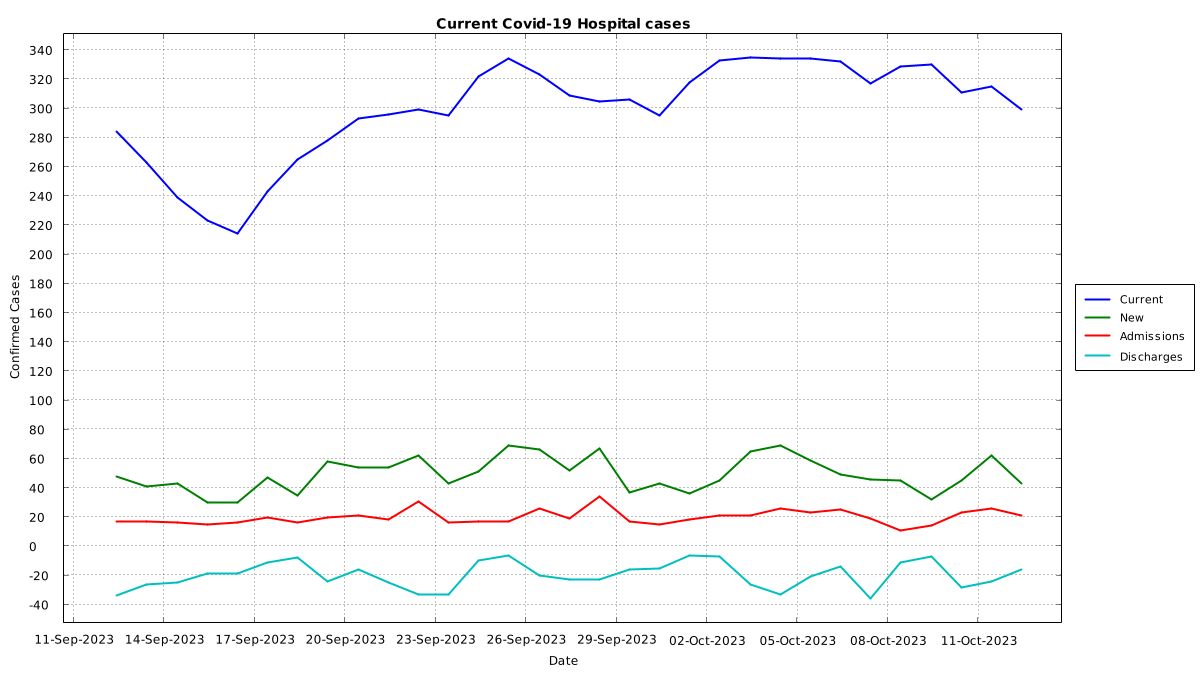 Current Covid-19 Hospital cases
340
320
300
280
260
240
220
200
180
160
140
120
100
80
60
40
20
0
-20
-40
Confirmed Cases
11-Sep-2023 14-Sep-2023 17-Sep-2023 20-Sep-2023 23-Sep-2023 26-Sep-2023 29-Sep-2023 02-Oct-2023 05-Oct-2023 08-Oct-2023 11-Oct-2023
Date
Current
New
Admissions
Discharges